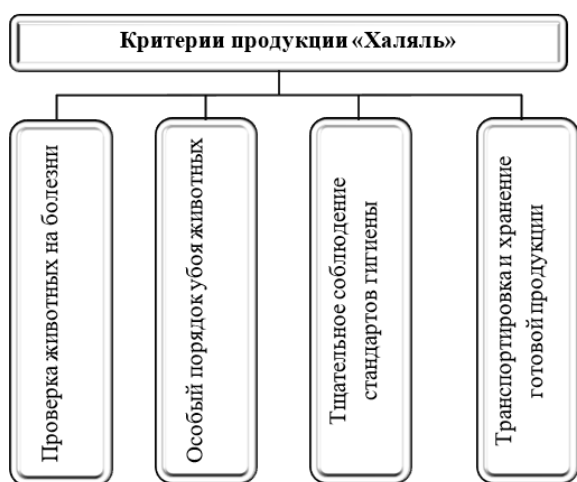 Критерии продукции «Халяль»
Проверка животных на болезни
Особый порядок убоя животных
Тщательное соблюдение
стандартов гигиены
Транспортировка и хранение
готовой продукции